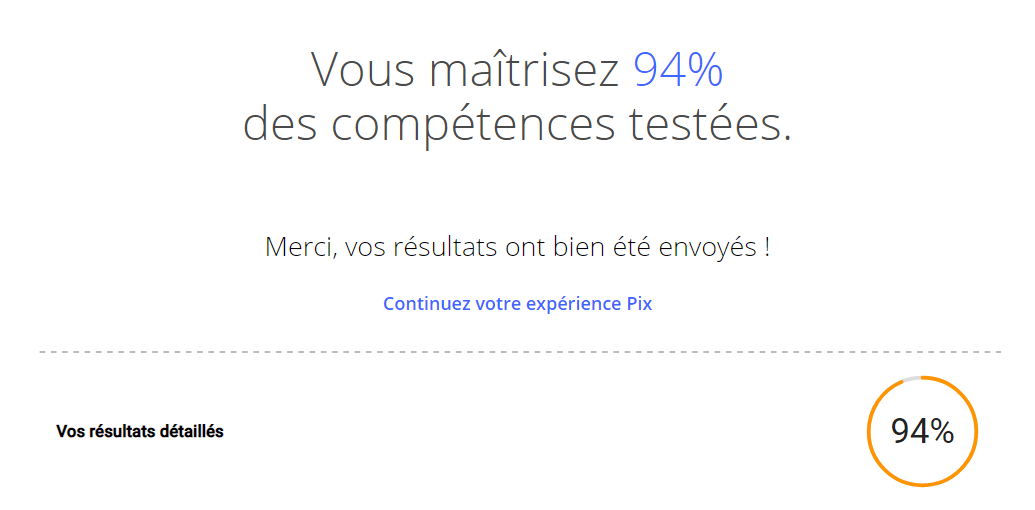 Vous maîtrisez 94%
des compétences testées.
Merci, vos résultats ont bien été envoyés !
Continuez votre expérience Pix
Vos résultats détaillés
94%